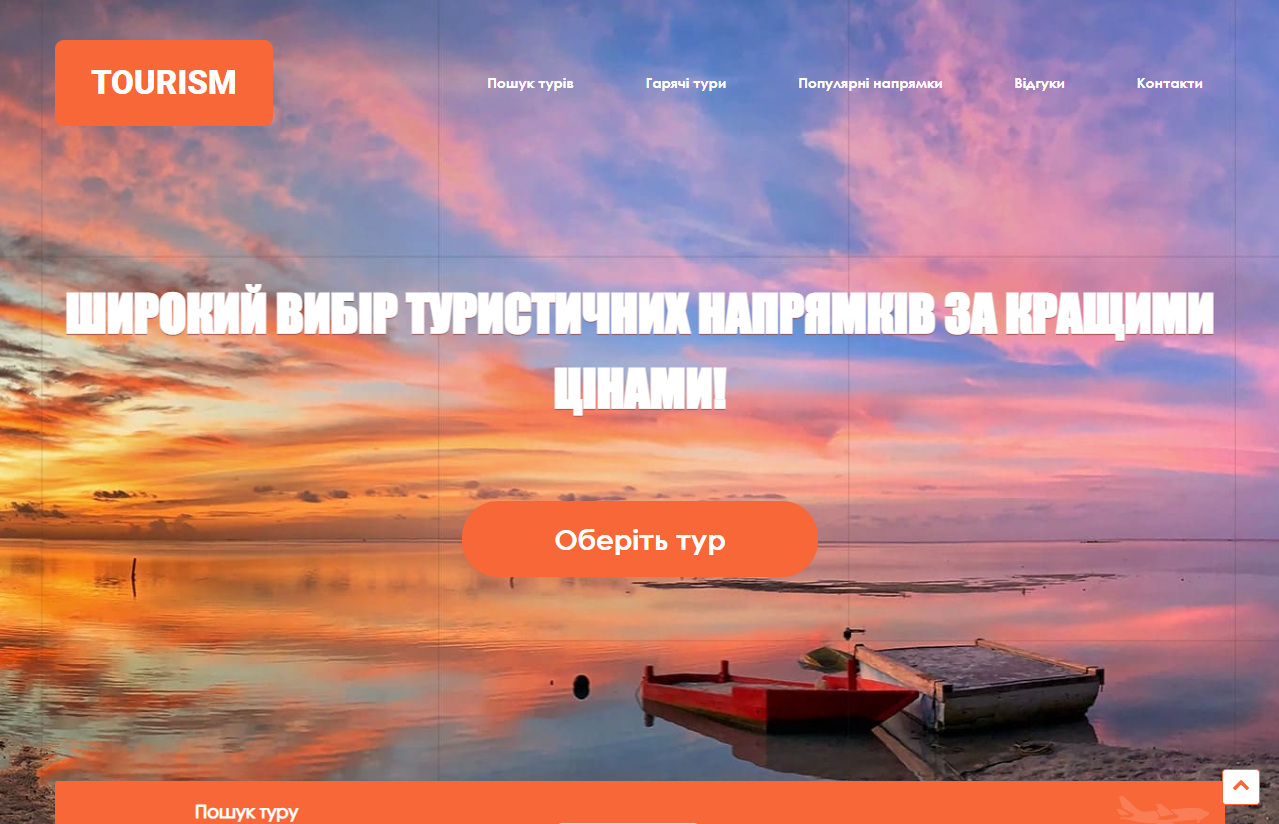 TOURISM
Пошук турів
Гарячі тури
Популярні напрямки
Відгуки
Контакти
ШИРОКИЙ ВИБІР ТУРИСТИЧНИХ НАПРЯМКІВ ЗА КРАЩИМИ
ЦІНАМИ!
Оберіть тур
Пошук туру